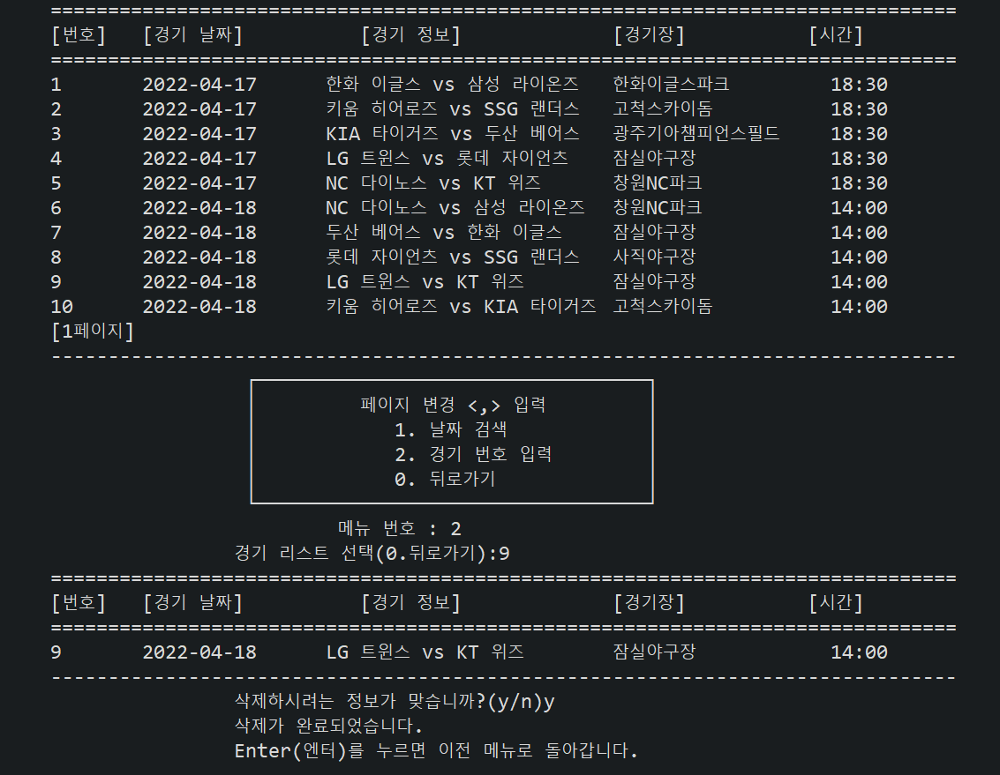 ===============================================================================
[번호]   [경기 날짜]          [경기 정보]             [경기장]           [시간]
===============================================================================
1       2022-04-17      한화 이글스 vs 삼성 라이온즈   한화이글스파크         18:30
2       2022-04-17      키움 히어로즈 vs SSG 랜더스   고척스카이돔          18:30
3       2022-04-17      KIA 타이거즈 vs 두산 베어스   광주기아챔피언스필드    18:30
4       2022-04-17      LG 트윈스 vs 롯데 자이언츠    잠실야구장           18:30
5       2022-04-17      NC 다이노스 vs KT 위즈      창원NC파크           18:30
6       2022-04-18      NC 다이노스 vs 삼성 라이온즈   창원NC파크           14:00
7       2022-04-18      두산 베어스 vs 한화 이글스    잠실야구장           14:00
8       2022-04-18      롯데 자이언츠 vs SSG 랜더스   사직야구장           14:00
9       2022-04-18      LG 트윈스 vs KT 위즈        잠실야구장           14:00
10      2022-04-18      키움 히어로즈 vs KIA 타이거즈  고척스카이돔          14:00
[1페이지]
-------------------------------------------------------------------------------
페이지 변경 <,> 입력
1. 날짜 검색
2. 경기 번호 입력
0. 뒤로가기
메뉴 번호 : 2
경기 리스트 선택(0.뒤로가기):9
===============================================================================
[번호]   [경기 날짜]          [경기 정보]             [경기장]           [시간]
===============================================================================
9       2022-04-18      LG 트윈스 vs KT 위즈        잠실야구장           14:00
-------------------------------------------------------------------------------
삭제하시려는 정보가 맞습니까?(y/n)y
삭제가 완료되었습니다.
Enter(엔터)를 누르면 이전 메뉴로 돌아갑니다.